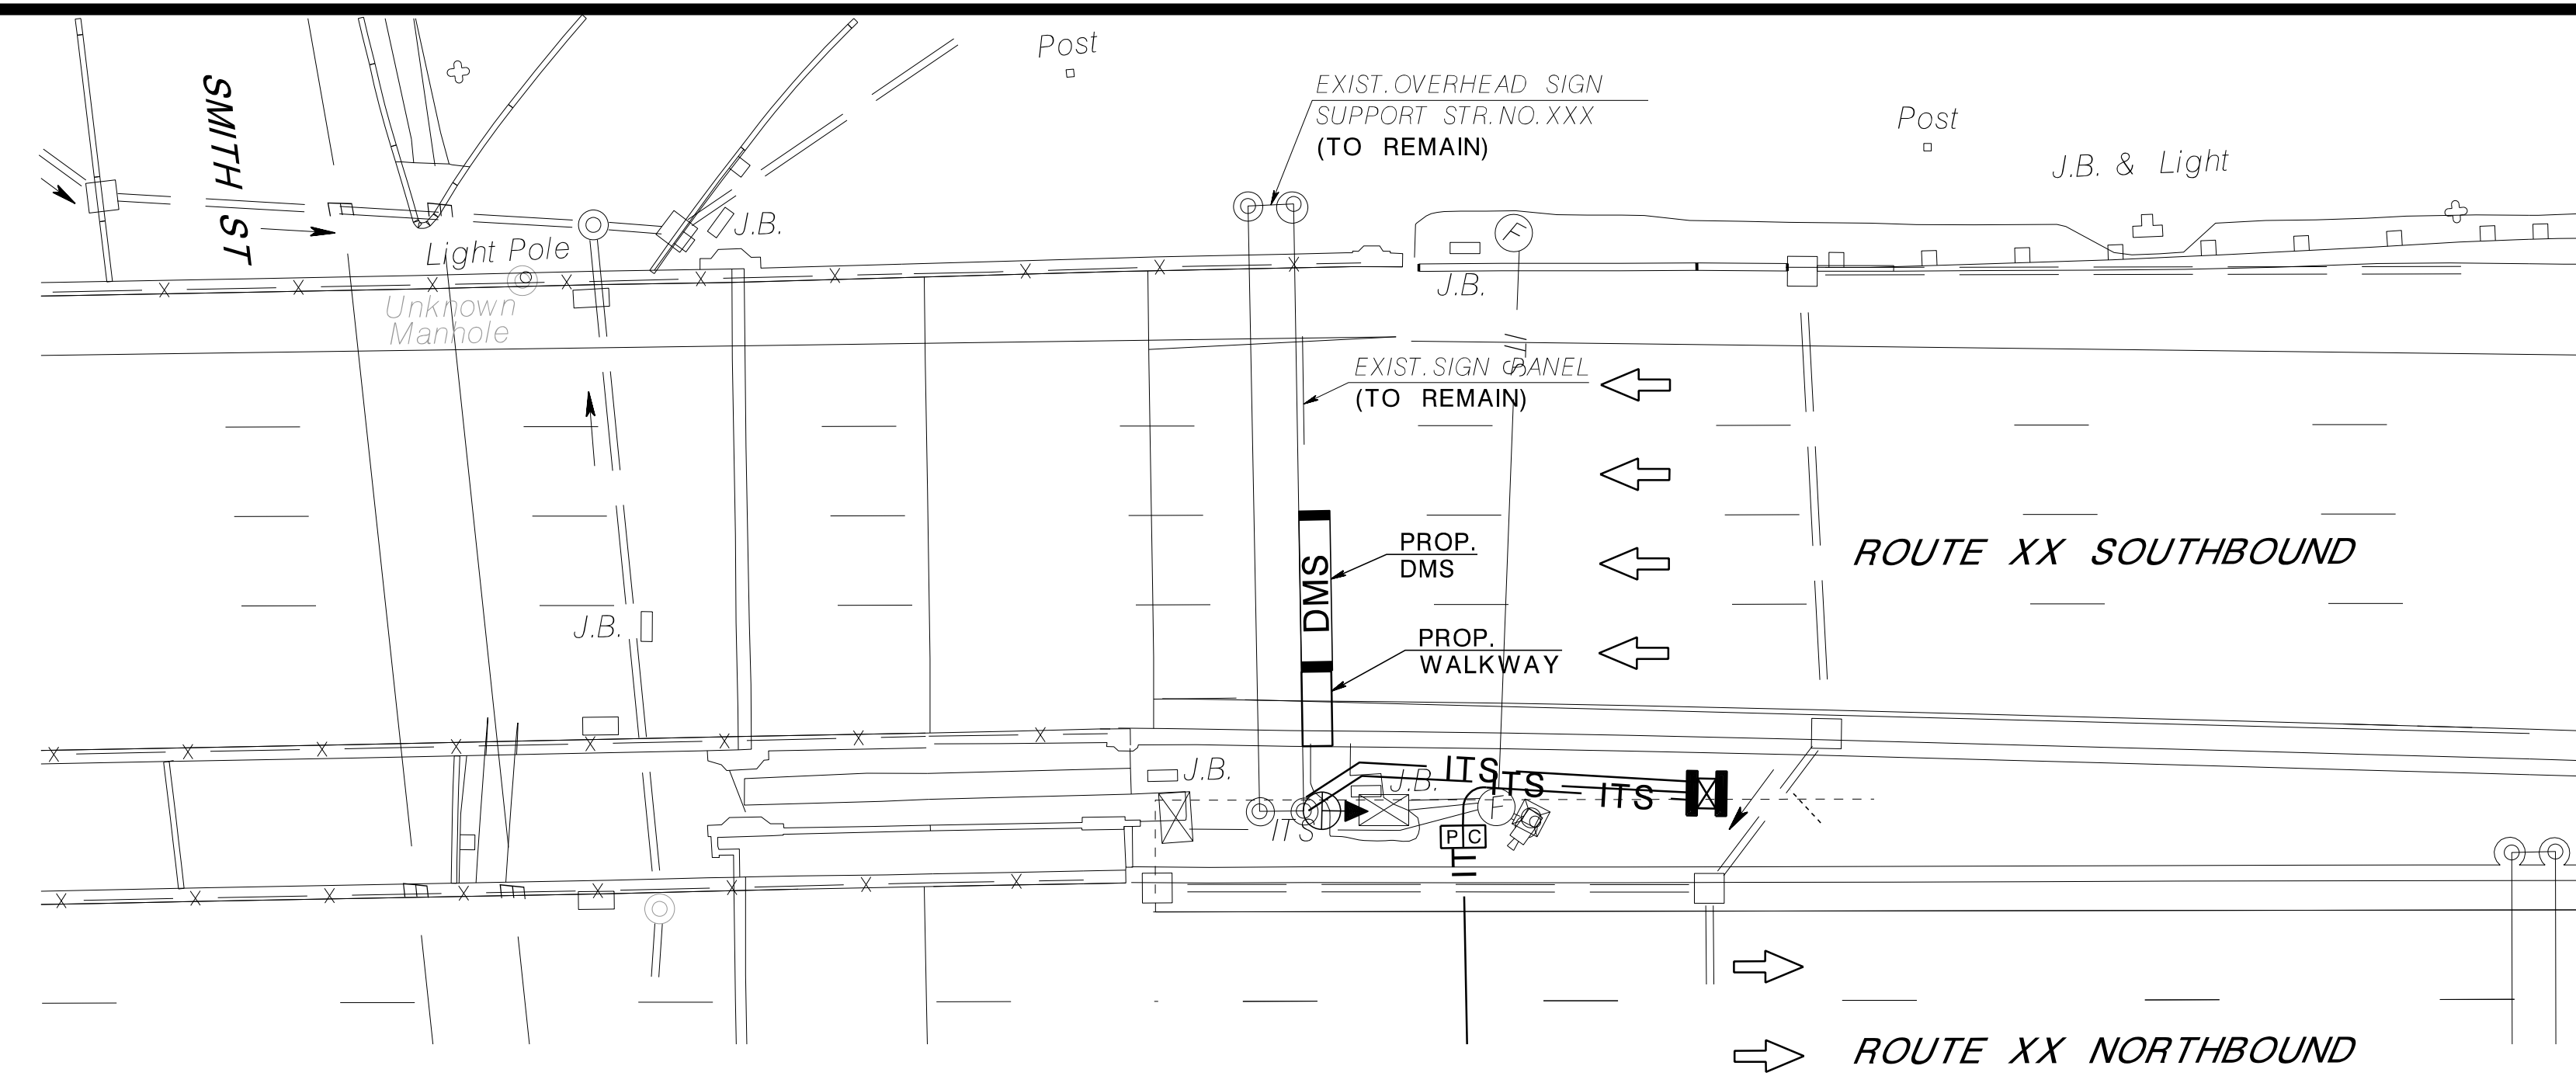 Post
EXIST. OVERHEAD SIGN
SUPPORT STR. NO. XXX
(TO REMAIN)
Post
J.B. & Light
SMITH ST
J.B.
Light Pole
F
J.B.
Unknown
Manhole
EXIST. SIGN PANEL
(TO REMAIN)
PROP.
DMS
DMS
ROUTE XX SOUTHBOUND
J.B.
PROP.
WALKWAY
J.B.
J.B.
ITS
ITS
ITS
ITS
F
P C
ROUTE XX NORTHBOUND